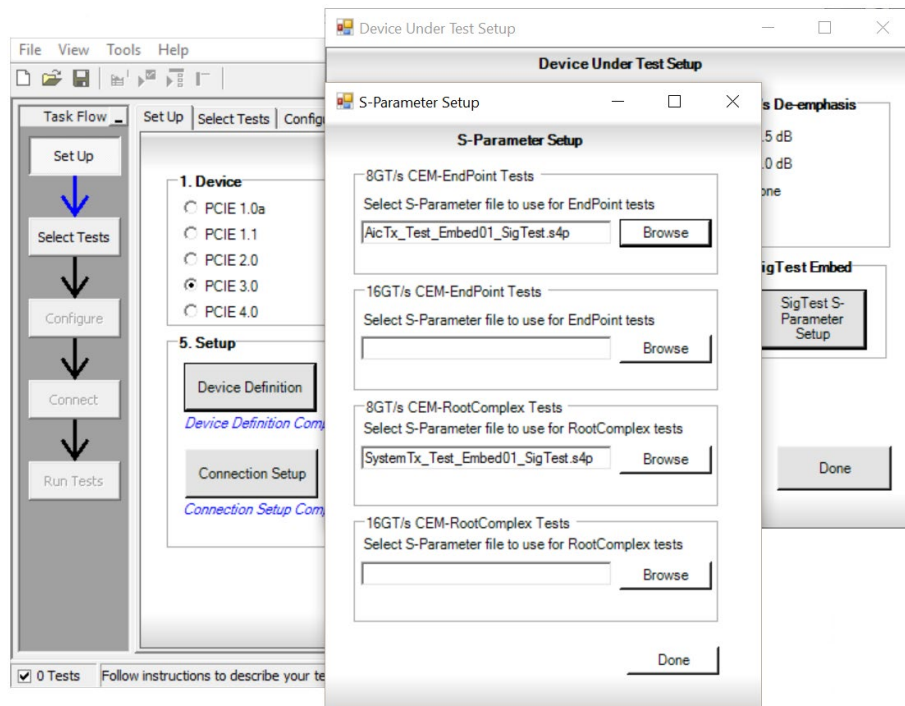 Device Under Test Setup
File View Tools Help
Device Under Test Setup
Task Flow
Set Up
Select Tests
Configure
Connect
Run Tests
Set Up
Select Tests
1. Device
PCIE 1.0a
PCIE 1.1
PCIE 2.0
PCIE 3.0
PCIE 4.0
5. Setup
Device Definition
Device Definition
Connection Setup
Connection Setup
0 Tests
Follow instructions to describe your
S-Parameter Setup
S-Parameter Setup
8GT/s CEM-EndPoint Tests
Select S-Parameter file to use for EndPoint tests
AicTx_Test_Embed01_SigTest.s4p
Browse
16GT/s CEM-EndPoint Tests
Select S-Parameter file to use for EndPoint tests
Browse
8GT/s CEM-RootComplex Tests
Select S-Parameter file to use for RootComplex tests
SystemTx_Test_Embed01_SigTest.s4p
Browse
16GT/s CEM-RootComplex Tests
Select S-Parameter file to use for RootComplex tests
Browse
Done
De-emphasis
.5 dB
.0 dB
Embed
SigTest S-
Parameter
Setup
Done